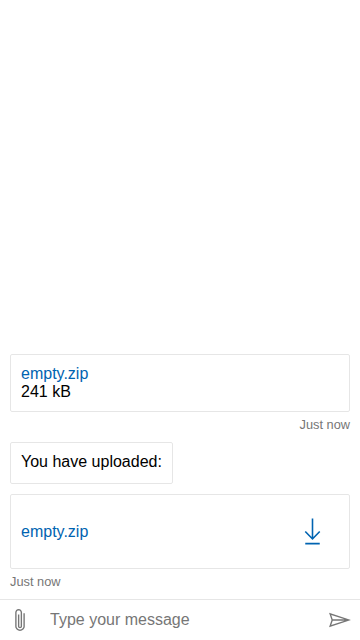 empty.zip
241 kB
Just now
You have uploaded:
empty.zip
Just now
Type your message